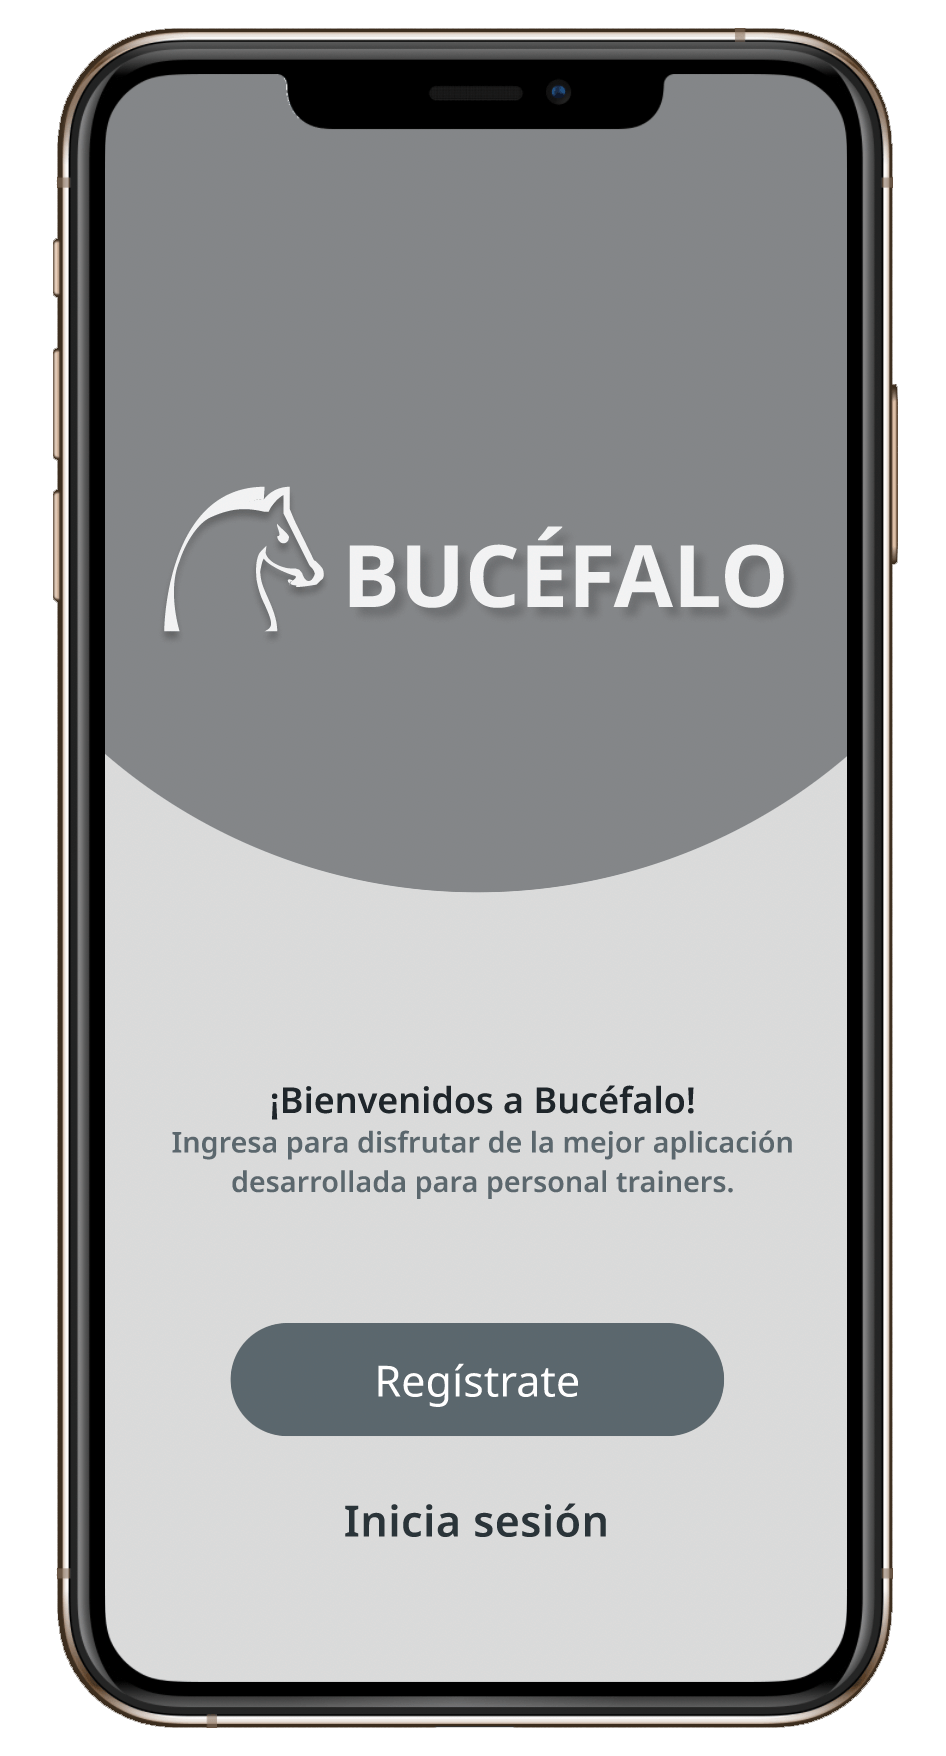 BUCÉFALO
¡Bienvenidos a Bucéfalo!
Ingresa para disfrutar de la mejor aplicación
desarrollada para personal trainers.
Regístrate
Inicia sesión